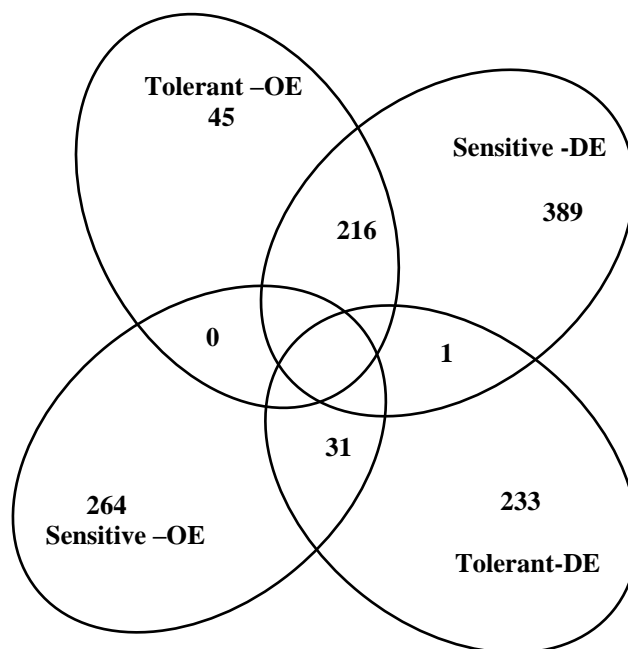 Tolerant –OE
45
Sensitive -DE
389
216
0
1
31
264
Sensitive –OE
233
Tolerant-DE